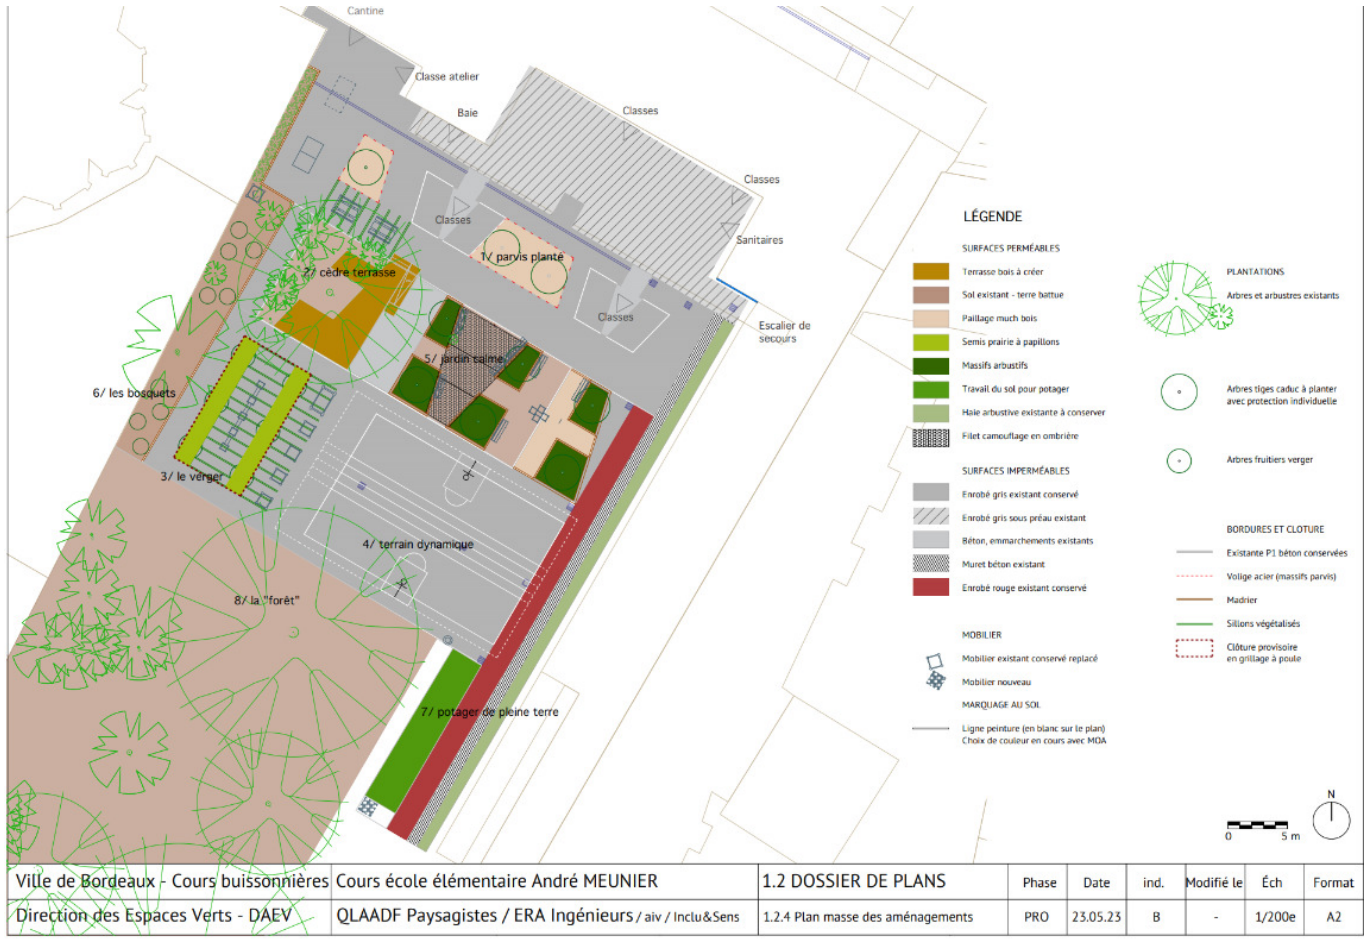 Cantine
Classe atelier
Baie
Classes
Classes
Classes
Sanitaires
1/ parvis planté
2/ cèdre terrasse
Classes
Escalier de
secours
5/ jardin calme
6/ les bosquets
3/ le verger
4/ terrain dynamique
8/ la "forêt"
7/ potager de pleine terre
LÉGENDE
SURFACES PERMÉABLES
Terrasse bois à créer
Sol existant - terre battue
Paillage much bois
Semis prairie à papillons
Massifs arbustifs
Travail du sol pour potager
Haie arbustive existante à conserver
Filet camouflage en ombrière
SURFACES IMPERMÉABLES
Enrobé gris existant conservé
Enrobé gris sous préau existant
Béton, emmarchements existants
Muret béton existant
Enrobé rouge existant conservé
MOBILIER
Mobilier existant conservé replacé
Mobilier nouveau
MARQUAGE AU SOL
Ligne peinture (en blanc sur le plan)
Choix de couleur en cours avec MOA
PLANTATIONS
Arbres et arbustres existants
Arbres tiges caduc à planter
avec protection individuelle
Arbres fruitiers verger
BORDURES ET CLOTURE
Existante P1 béton conservées
Volige acier (massifs parvis)
Madrier
Sillons végétalisés
Clôture provisoire
en grillage à poule
N
0 5 m
Ville de Bordeaux - Cours buissonnières Cours école élémentaire André MEUNIER 1.2 DOSSIER DE PLANS Phase Date ind. Modifié le Éch Format
Direction des Espaces Verts - DAEV QLAADF Paysagistes / ERA Ingénieurs / aiv / Inclu&Sens 1.2.4 Plan masse des aménagements PRO 23.05.23 B - 1/200e A2